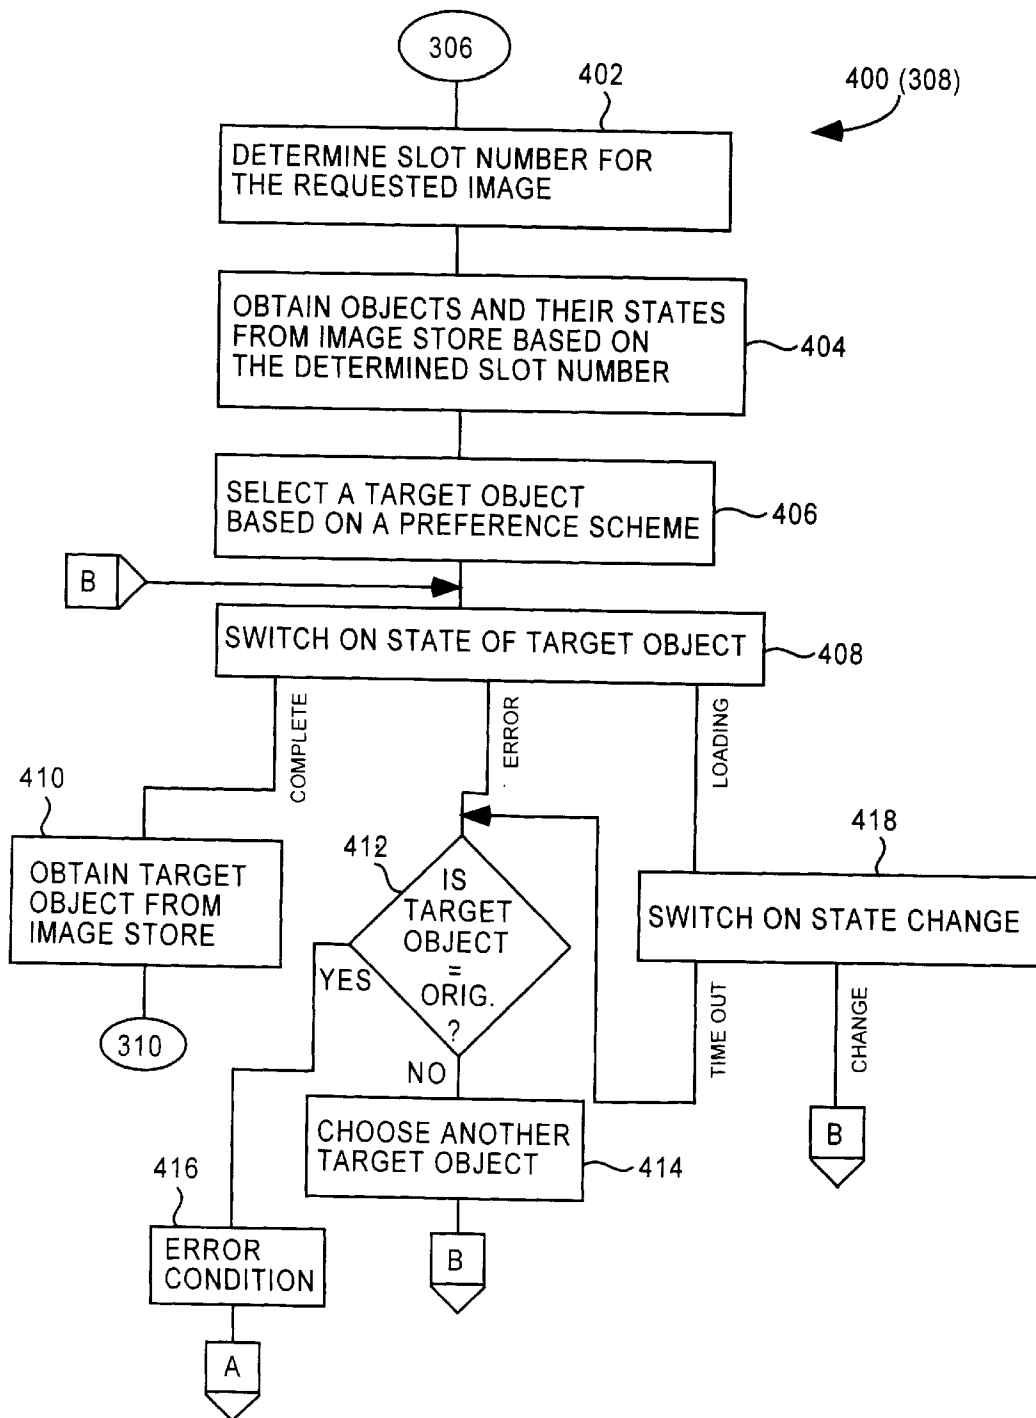 306
402
400 (308)
DETERMINE SLOT NUMBER FOR
THE REQUESTED IMAGE
OBTAIN OBJECTS AND THEIR STATES
FROM IMAGE STORE BASED ON
THE DETERMINED SLOT NUMBER
404
SELECT A TARGET OBJECT
BASED ON A PREFERENCE SCHEME
406
B
SWITCH ON STATE OF TARGET OBJECT
408
COMPLETE
ERROR
LOADING
410
OBTAIN TARGET
OBJECT FROM
IMAGE STORE
310
412
IS
TARGET
OBJECT
=
ORIG.
?
YES
NO
418
SWITCH ON STATE CHANGE
TIME OUT
CHANGE
B
CHOOSE ANOTHER
TARGET OBJECT
414
B
416
ERROR
CONDITION
A